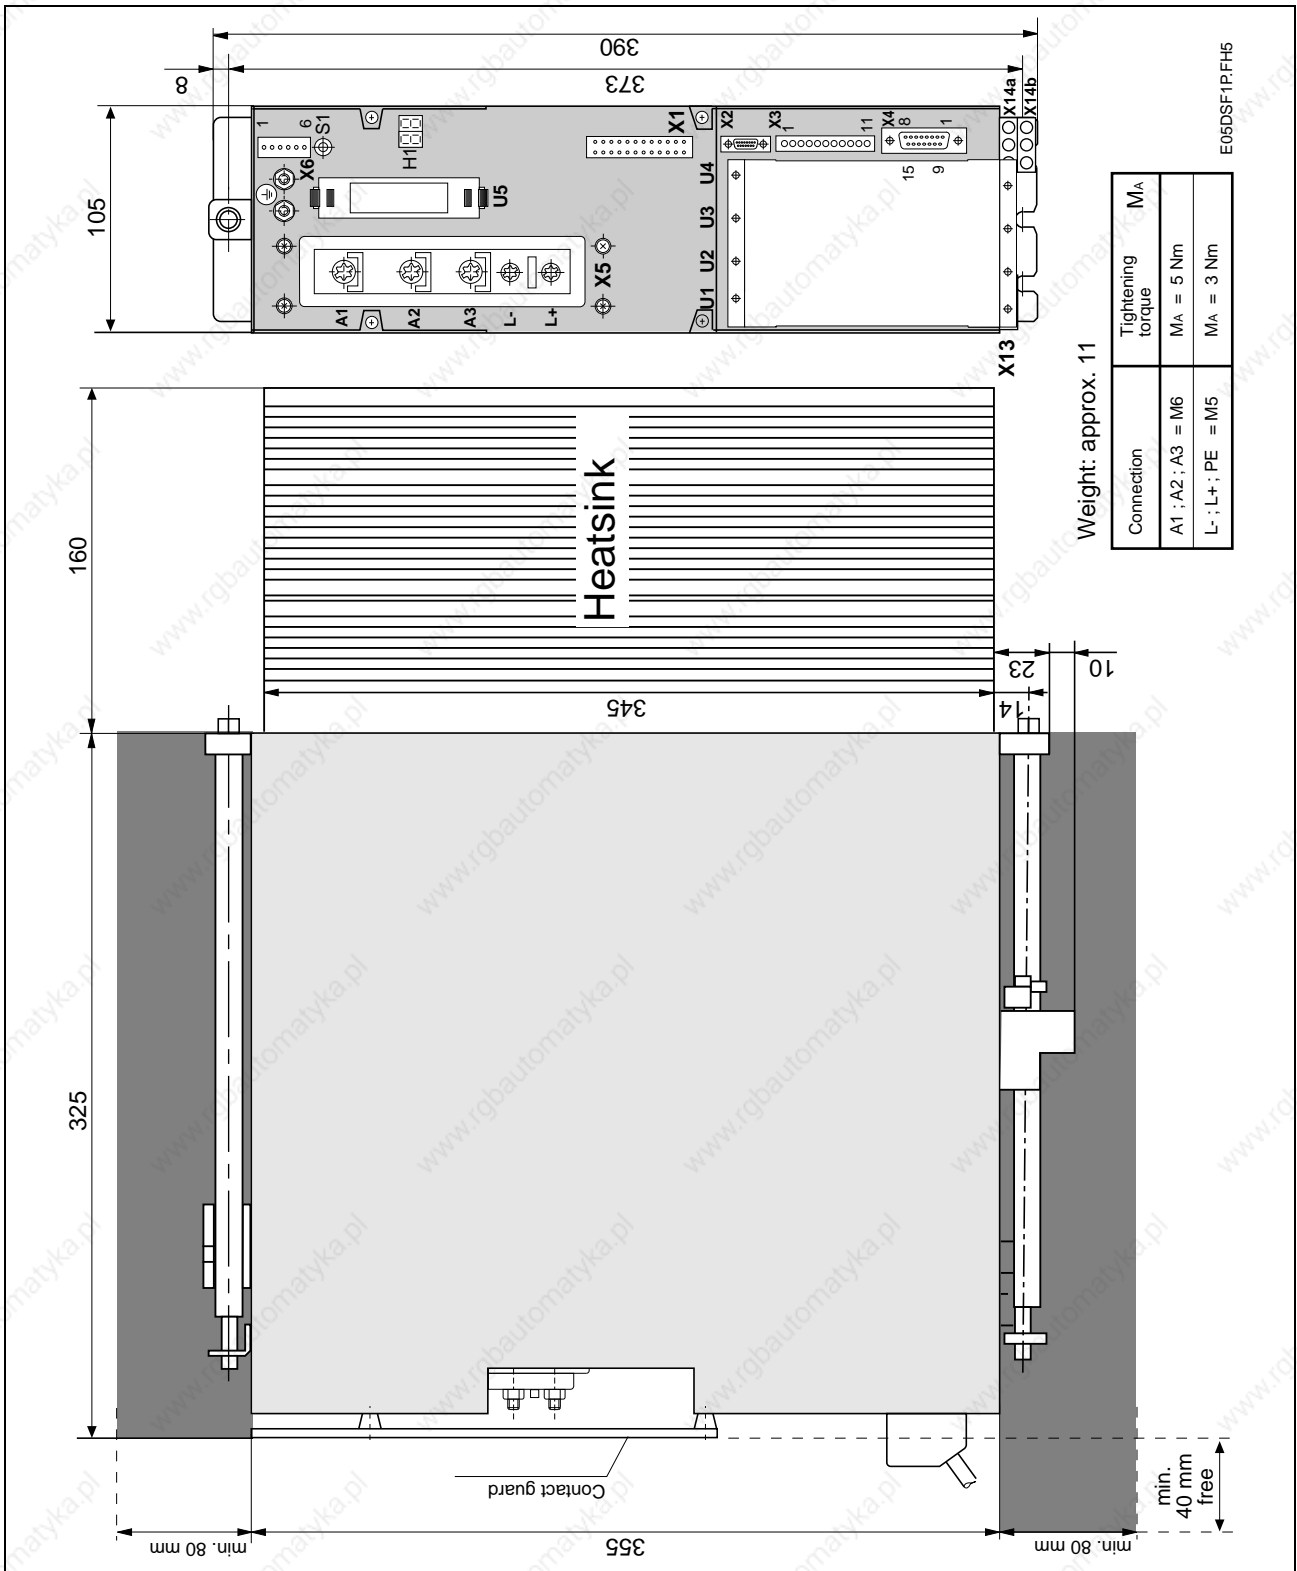 390
8
373
105
1
6
S1
X6
H1
U5
X1
X2
X3
1
11
X4
8
1
15
9
X14a
X14b
U4
U3
U2
U1
X5
A1
A2
A3
L-
L+
X13
E05DSF1P.FH5
Weight: approx. 11
Connection
Tightening torque
MA
A1 ; A2 ; A3 = M6
MA = 5 Nm
L- ; L+ ; PE = M5
MA = 3 Nm
160
Heatsink
345
14
23
10
325
Contact guard
min. 80 mm
355
min. 80 mm
min.
40 mm
free
www.rgbautomatyka.pl